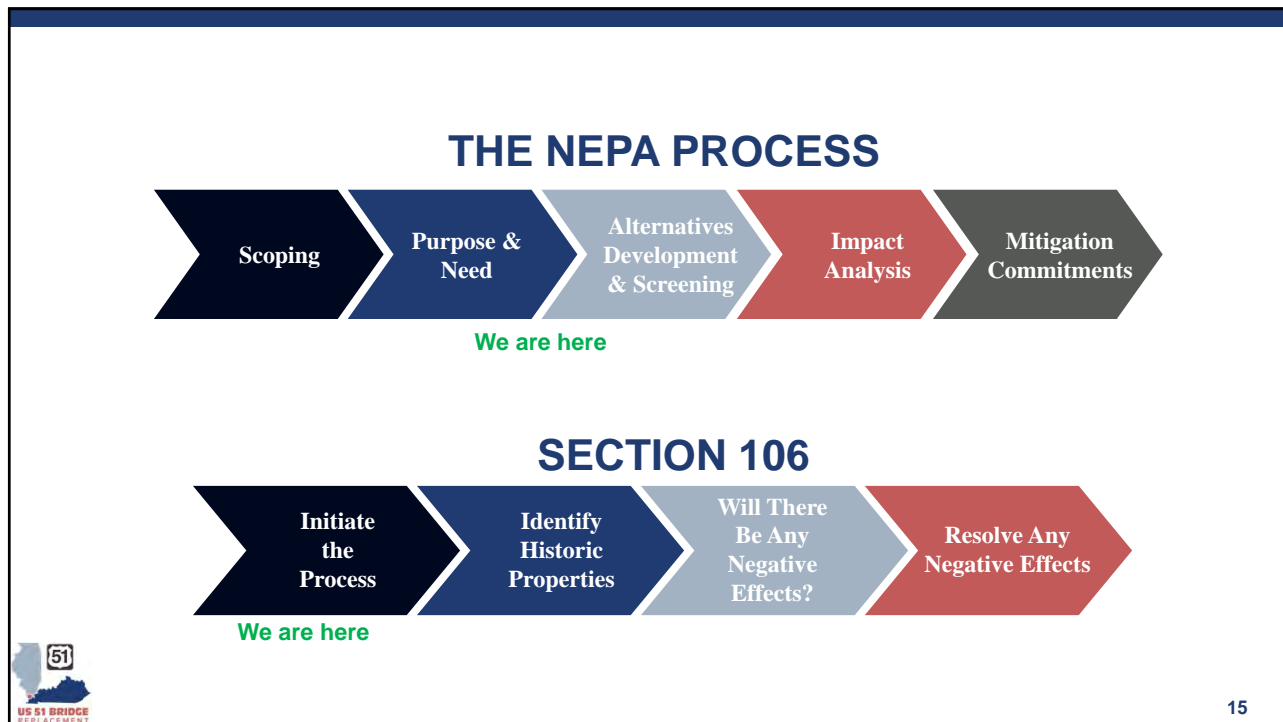 THE NEPA PROCESS
Scoping
Purpose &
Need
Alternatives
Development
& Screening
Impact
Analysis
Mitigation
Commitments
We are here
SECTION 106
Initiate
the
Process
Identify
Historic
Properties
Will There
Be Any
Negative
Effects?
Resolve Any
Negative Effects
We are here
51
US 51 BRIDGE
REPLACEMENT
15